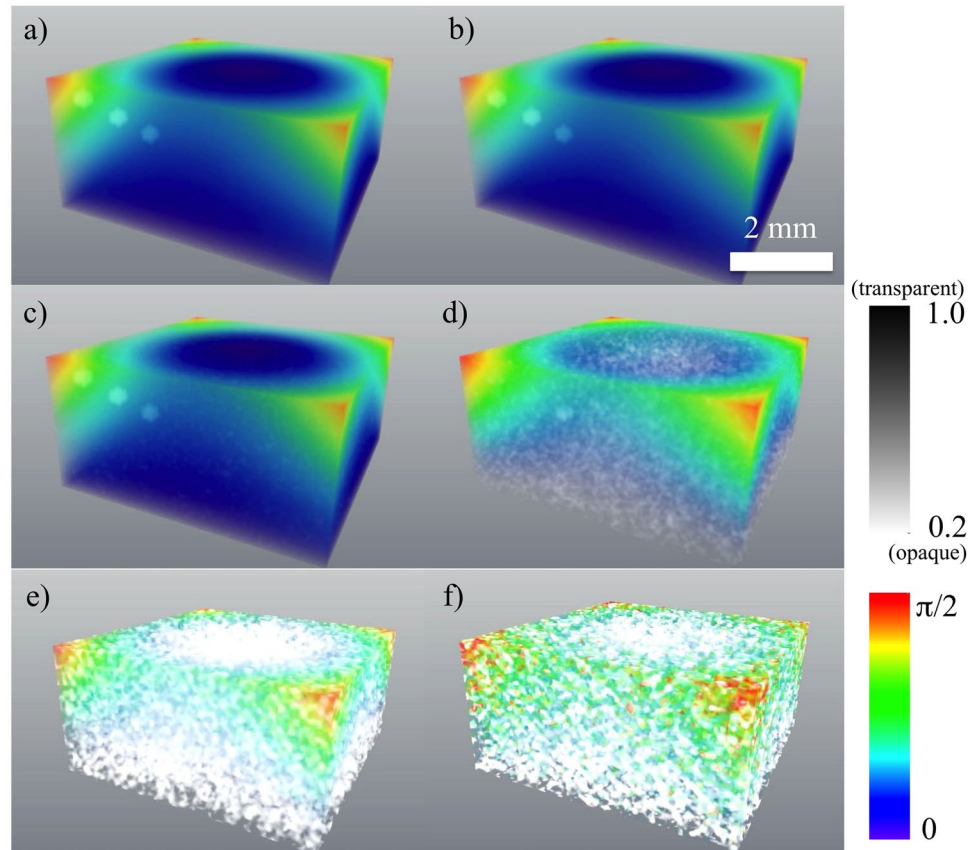 a)
b)
2 mm
c)
d)
(transparent)
1.0
0.2
(opaque)
e)
f)
π/2
0